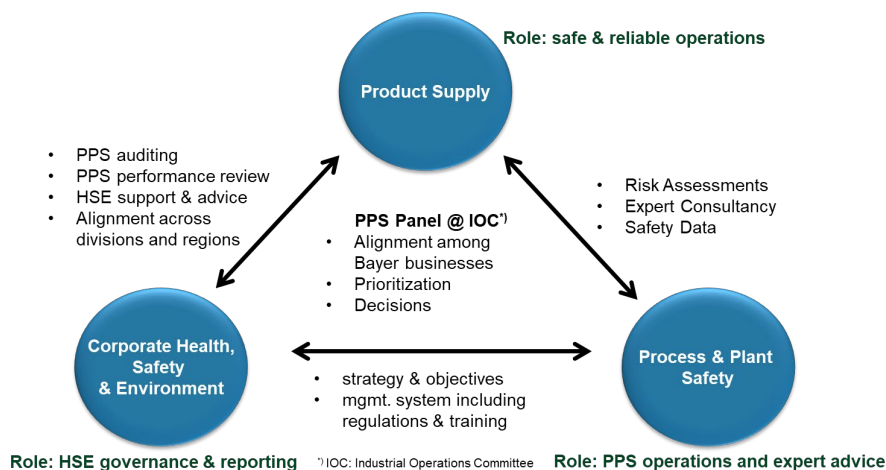 Role: safe & reliable operations
Product Supply
• PPS auditing
• PPS performance review
• HSE support & advice
• Alignment across
divisions and regions
• Risk Assessments
• Expert Consultancy
• Safety Data
PPS Panel @ IOC*)
• Alignment among
Bayer businesses
• Prioritization
• Decisions
Corporate Health,
Safety
& Environment
Process & Plant
Safety
• strategy & objectives
• mgmt. system including
regulations & training
Role: HSE governance & reporting
*) IOC: Industrial Operations Committee
Role: PPS operations and expert advice